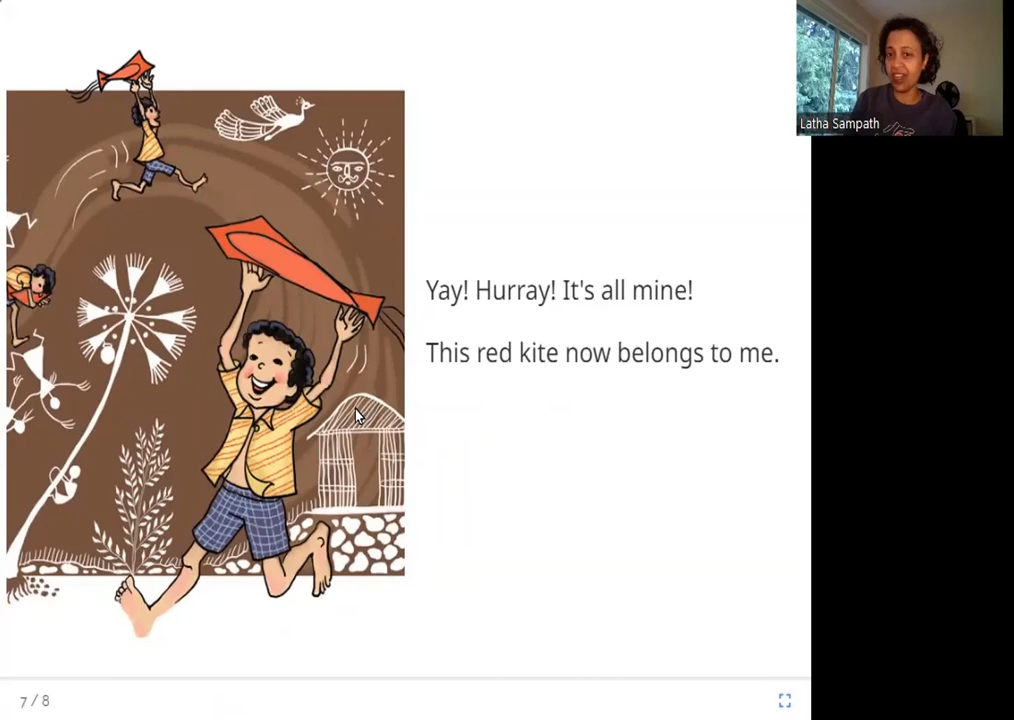 Latha Sampath
Yay! Hurray! It's all mine!
This red kite now belongs to me.
7 / 8